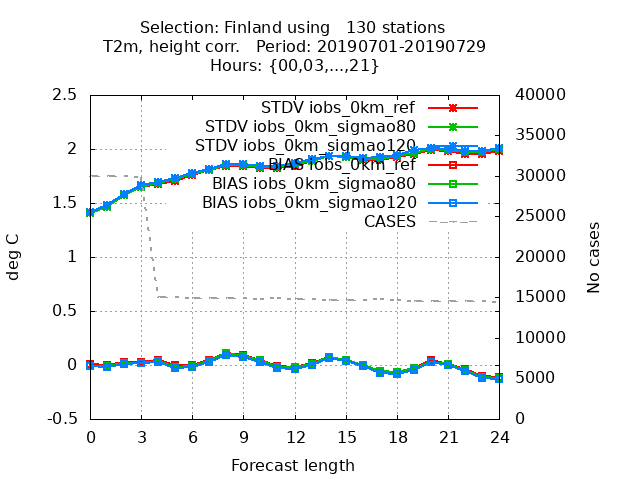 Selection: Finland using   130 stations
T2m, height corr.   Period: 20190701-20190729
Hours: {00,03,...,21}
2.5
2
1.5
1
0.5
0
-0.5
40000
35000
30000
25000
20000
15000
10000
5000
0
STDV iobs_0km_ref
STDV iobs_0km_sigmao80
STDV iobs_0km_sigmao120
BIAS iobs_0km_ref
BIAS iobs_0km_sigmao80
BIAS iobs_0km_sigmao120
CASES
deg C
No cases
0 3 6 9 12 15 18 21 24
Forecast length